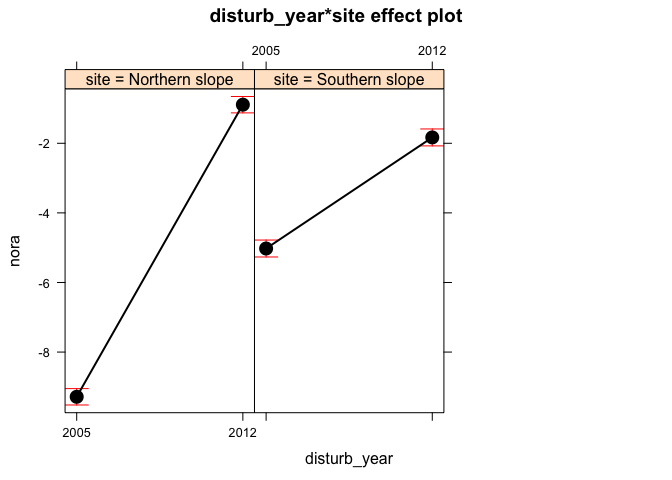 disturb_year*site effect plot
2005 2012
site = Northern slope site = Southern slope
-2
-4
-6
-8
nora
2005 2012
disturb_year